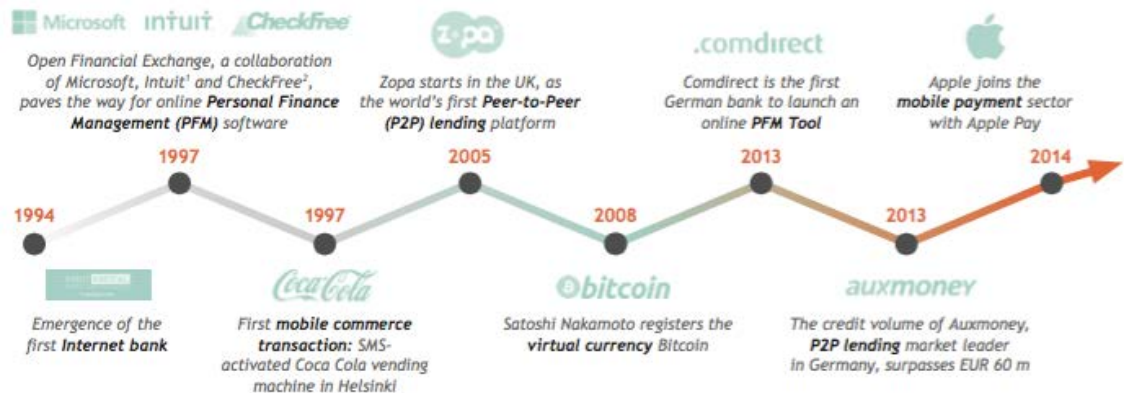 Microsoft INTUIT CheckFree
Open Financial Exchange, a collaboration
of Microsoft, Intuit¹ and CheckFree²,
paves the way for online Personal Finance
Management (PFM) software
1997
zopa
Zopa starts in the UK, as
the world's first Peer-to-Peer
(P2P) lending platform
2005
.comdirect
Comdirect is the first
German bank to launch an
online PFM Tool
2013
Apple joins the
mobile payment sector
with Apple Pay
2014
1994
Emergence of the
first Internet bank
1997
Coca-Cola
First mobile commerce
transaction: SMS-
activated Coca Cola vending
machine in Helsinki
2008
bitcoin
Satoshi Nakamoto registers the
virtual currency Bitcoin
2013
auxmoney
The credit volume of Auxmoney,
P2P lending market leader
in Germany, surpasses EUR 60 m